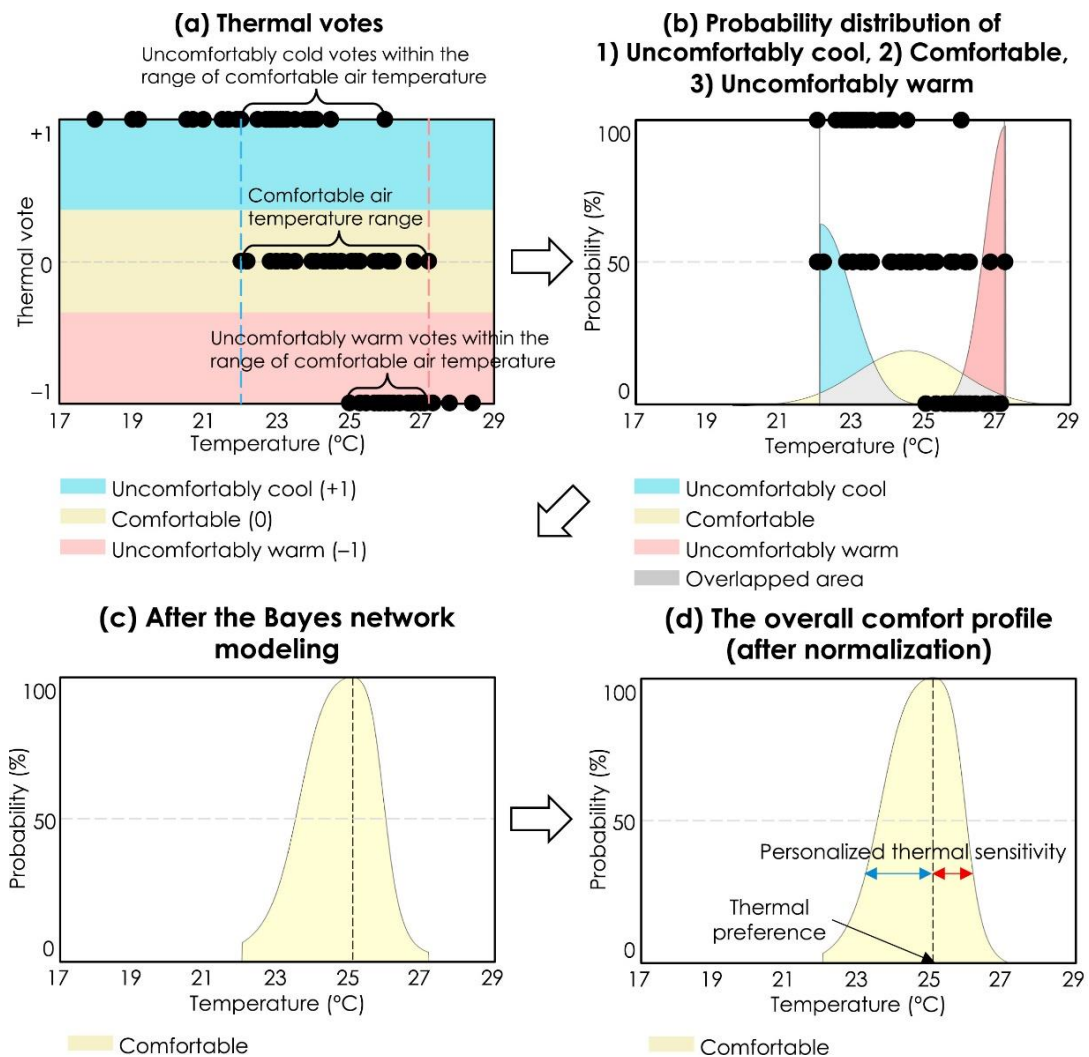 (a) Thermal votes
Uncomfortably cold votes within the
range of comfortable air temperature
+1
Comfortable air
temperature range
Thermal vote
0
Uncomfortably warm votes within the
range of comfortable air temperature
–1
17 19 21 23 25 27 29
Temperature (ºC)
Uncomfortably cool (+1)
Comfortable (0)
Uncomfortably warm (–1)
(b) Probability distribution of
1) Uncomfortably cool, 2) Comfortable,
3) Uncomfortably warm
100
Probability (%)
50
0
17 19 21 23 25 27 29
Temperature (ºC)
Uncomfortably cool
Comfortable
Uncomfortably warm
Overlapped area
(c) After the Bayes network
modeling
100
Probability (%)
50
0
17 19 21 23 25 27 29
Temperature (ºC)
Comfortable
(d) The overall comfort profile
(after normalization)
100
Probability (%)
50
Personalized thermal sensitivity
Thermal
preference
0
17 19 21 23 25 27 29
Temperature (ºC)
Comfortable